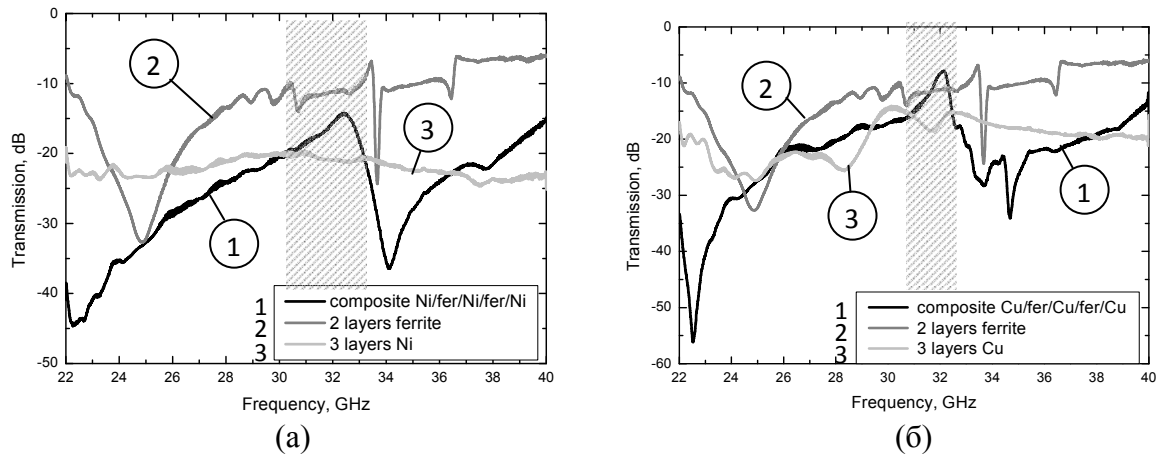 (a)
0
-10
-20
-30
-40
-50
Transmission, dB
22 24 26 28 30 32 34 36 38 40
Frequency, GHz
2
3
1
1 composite Ni/fer/Ni/fer/Ni
2 2 layers ferrite
3 3 layers Ni
(а)
(б)
0
-10
-20
-30
-40
-50
-60
Transmission, dB
22 24 26 28 30 32 34 36 38 40
Frequency, GHz
2
3
1
1 composite Cu/fer/Cu/fer/Cu
2 2 layers ferrite
3 3 layers Cu
(б)